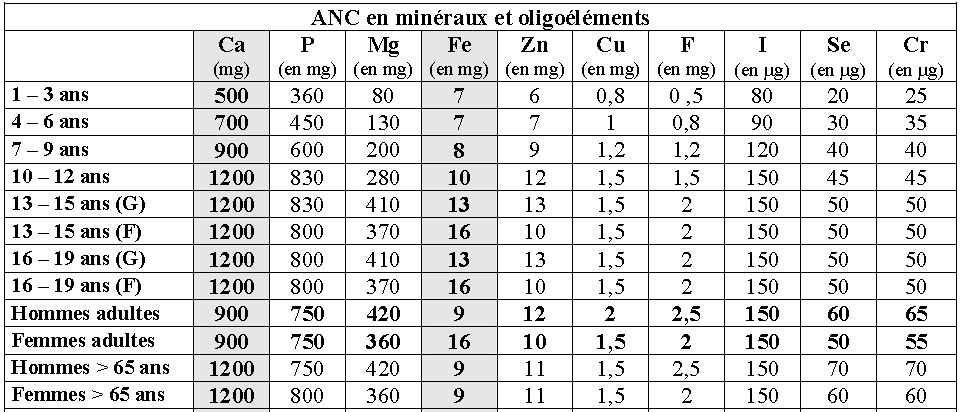 ANC en minéraux et oligoéléments
Ca P Mg Fe Zn Cu F I Se Cr
(mg) (en mg) (en mg) (en mg) (en mg) (en mg) (en mg) (en µg) (en µg) (en µg)
1 – 3 ans 500 360 80 7 6 0,8 0 ,5 80 20 25
4 – 6 ans 700 450 130 7 7 1 0,8 90 30 35
7 – 9 ans 900 600 200 8 9 1,2 1,2 120 40 40
10 – 12 ans 1200 830 280 10 12 1,5 1,5 150 45 45
13 – 15 ans (G) 1200 830 410 13 13 1,5 2 150 50 50
13 – 15 ans (F) 1200 800 370 16 10 1,5 2 150 50 50
16 – 19 ans (G) 1200 800 410 13 13 1,5 2 150 50 50
16 – 19 ans (F) 1200 800 370 16 10 1,5 2 150 50 50
Hommes adultes 900 750 420 9 12 2 2,5 150 60 65
Femmes adultes 900 750 360 16 10 1,5 2 150 50 55
Hommes > 65 ans 1200 750 420 9 11 1,5 2,5 150 70 70
Femmes > 65 ans 1200 800 360 9 11 1,5 2 150 60 60